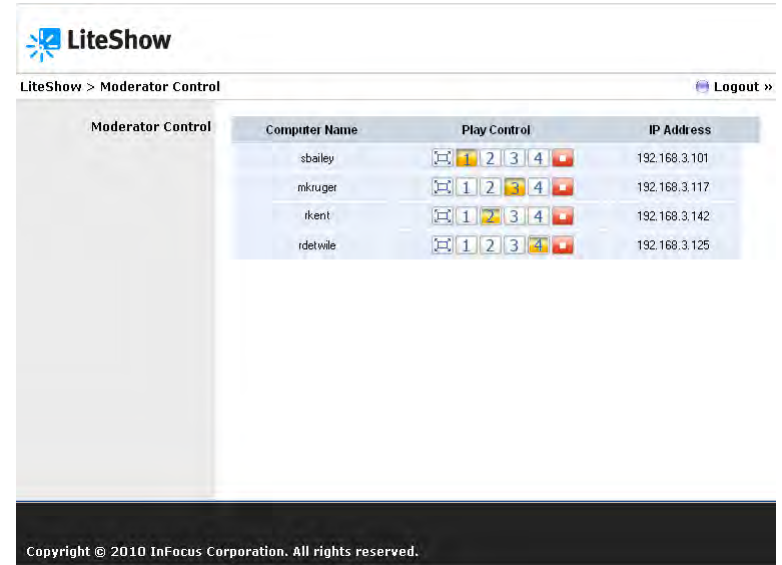 LiteShow
LiteShow > Moderator Control Logout »
Moderator Control
Computer Name Play Control IP Address
sbailey 1 2 3 4 192.168.3.101
mkruger 1 2 3 4 192.168.3.117
rkent 1 2 3 4 192.168.3.142
rdetwile 1 2 3 4 192.168.3.125
Copyright © 2010 InFocus Corporation. All rights reserved.